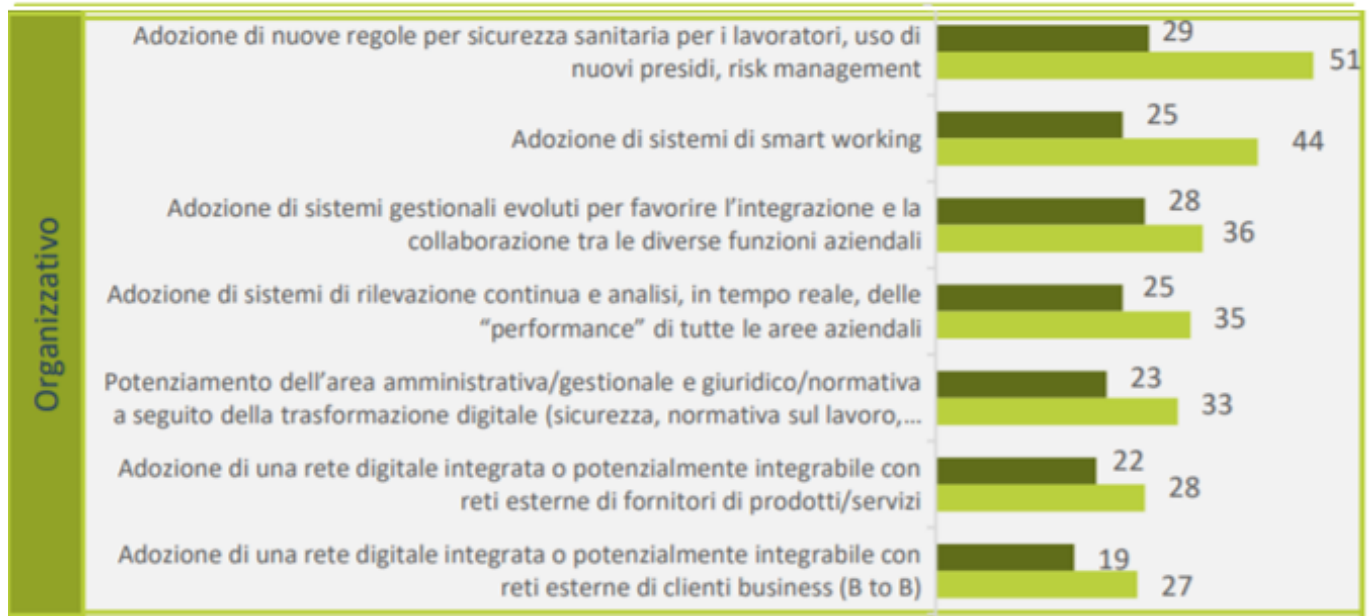 Organizzativo
Adozione di nuove regole per sicurezza sanitaria per i lavoratori, uso di
nuovi presidi, risk management
29
51
Adozione di sistemi di smart working
25
44
Adozione di sistemi gestionali evoluti per favorire l'integrazione e la
collaborazione tra le diverse funzioni aziendali
28
36
Adozione di sistemi di rilevazione continua e analisi, in tempo reale, delle
“performance” di tutte le aree aziendali
25
35
Potenziamento dell'area amministrativa/gestionale e giuridico/normativa
a seguito della trasformazione digitale (sicurezza, normativa sul lavoro,...
23
33
Adozione di una rete digitale integrata o potenzialmente integrabile con
reti esterne di fornitori di prodotti/servizi
22
28
Adozione di una rete digitale integrata o potenzialmente integrabile con
reti esterne di clienti business (B to B)
19
27